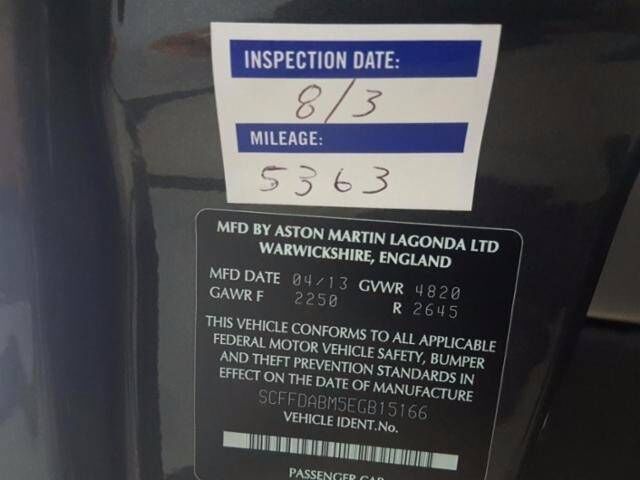 INSPECTION DATE:
8/3
MILEAGE:
5363
MFD BY ASTON MARTIN LAGONDA LTD
WARWICKSHIRE, ENGLAND
MFD DATE 04/13 GVWR 4820
GAWR F 2250 R 2645
THIS VEHICLE CONFORMS TO ALL APPLICABLE
FEDERAL MOTOR VEHICLE SAFETY, BUMPER
AND THEFT PREVENTION STANDARDS IN
EFFECT ON THE DATE OF MANUFACTURE
SCFFDABM5EGB15166
VEHICLE IDENT.No.
PASSENGER CAR